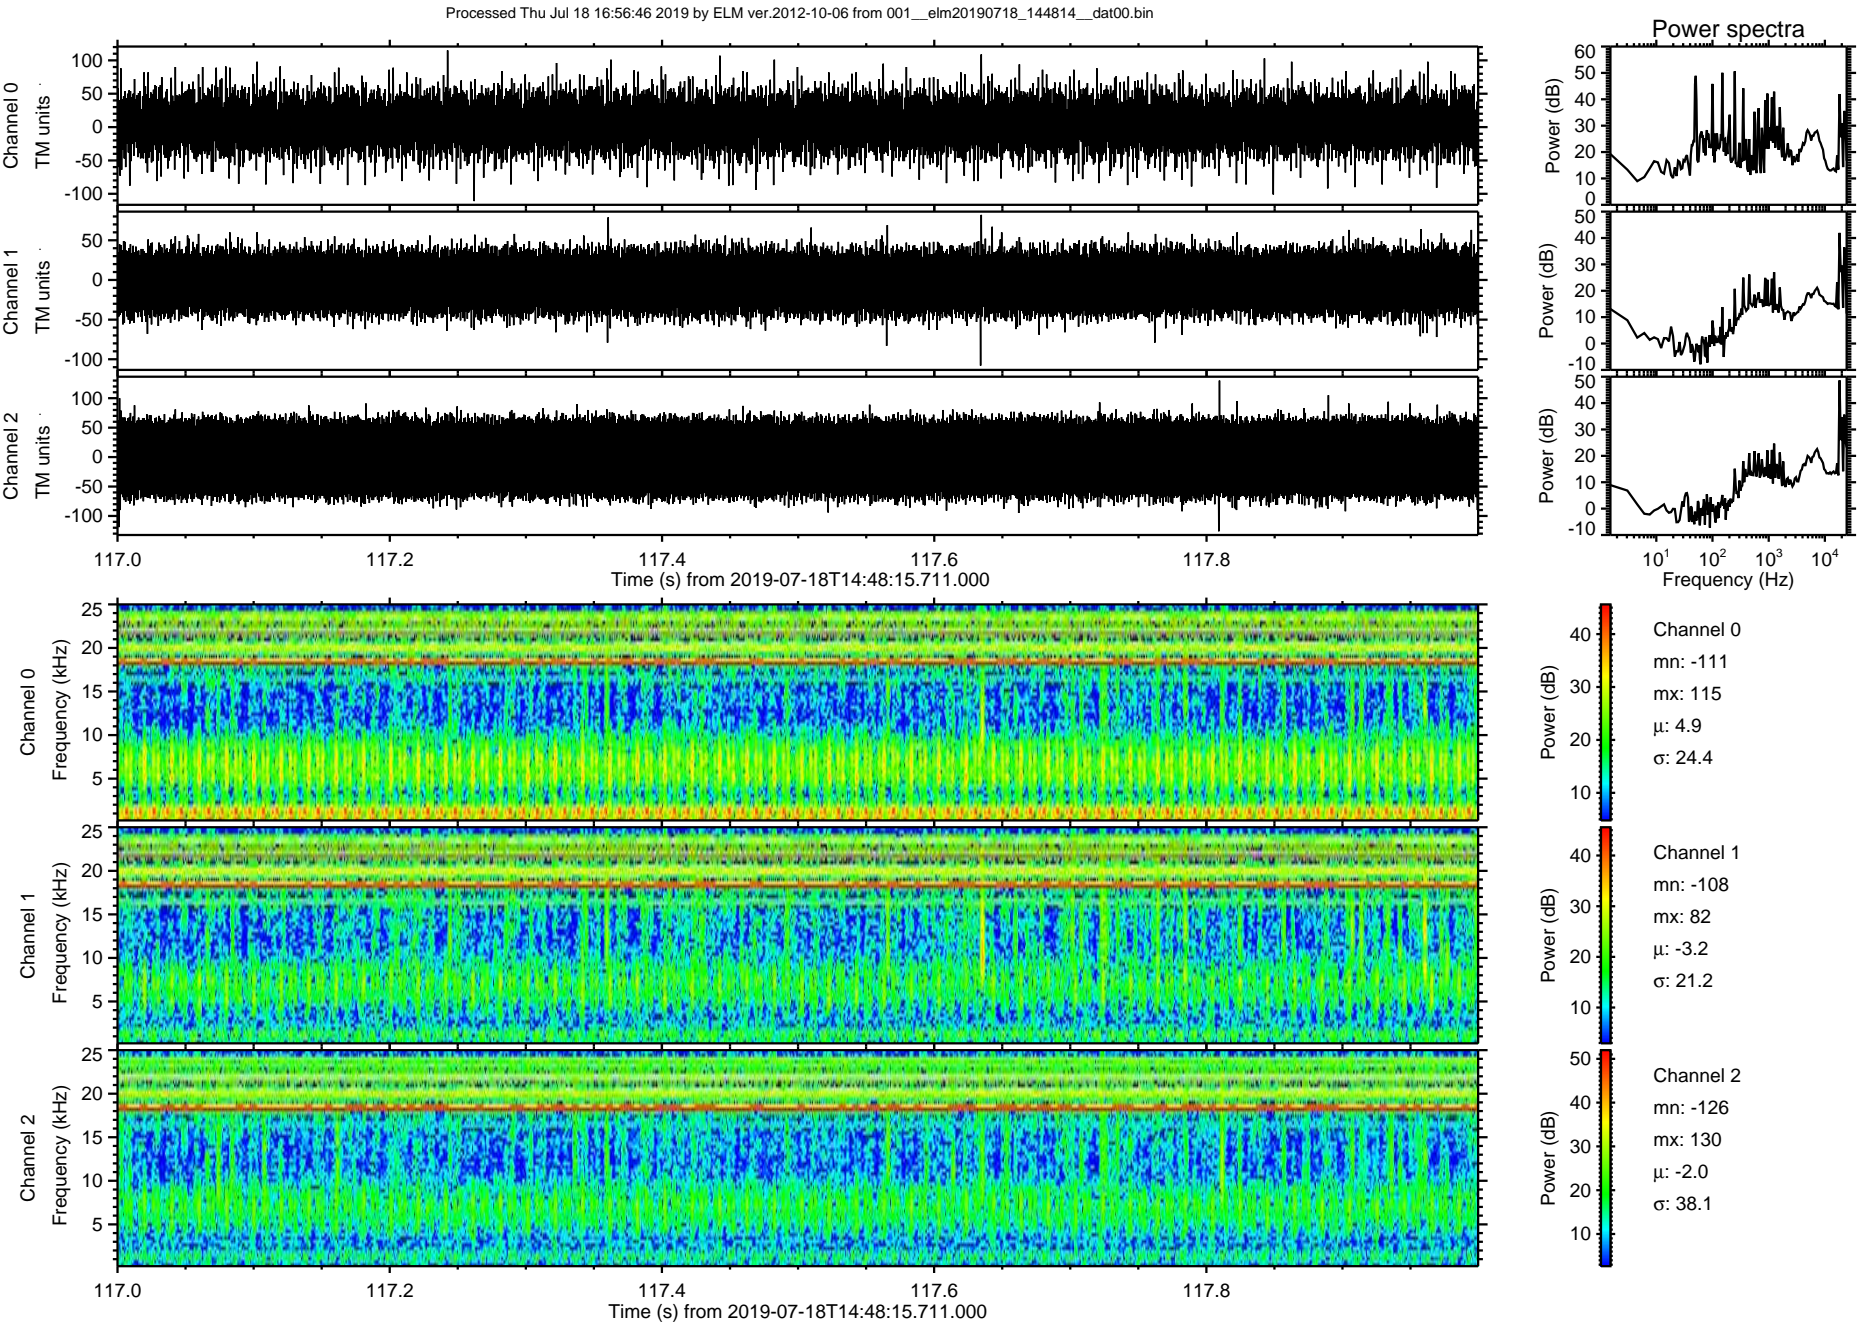 Processed Thu Jul 18 16:56:46 2019 by ELM ver.2012-10-06 from 001__elm20190718_144814__dat00.bin
Power spectra
Channel 0
TM units
100
50
0
-50
-100
Power (dB)
60
50
40
30
20
10
0
Channel 1
TM units
50
0
-50
-100
Power (dB)
50
40
30
20
10
0
-10
Channel 2
TM units
100
50
0
-50
-100
Power (dB)
50
40
30
20
10
0
-10
117.0 117.2 117.4 117.6 117.8
Time (s) from 2019-07-18T14:48:15.711.000
10^1 10^2 10^3 10^4
Frequency (Hz)
Channel 0
Frequency (kHz)
25
20
15
10
5
Power (dB)
40
30
20
10
Channel 0
mn: -111
mx: 115
μ: 4.9
σ: 24.4
Channel 1
Frequency (kHz)
25
20
15
10
5
Power (dB)
40
30
20
10
Channel 1
mn: -108
mx: 82
μ: -3.2
σ: 21.2
Channel 2
Frequency (kHz)
25
20
15
10
5
Power (dB)
50
40
30
20
10
Channel 2
mn: -126
mx: 130
μ: -2.0
σ: 38.1
117.0 117.2 117.4 117.6 117.8
Time (s) from 2019-07-18T14:48:15.711.000